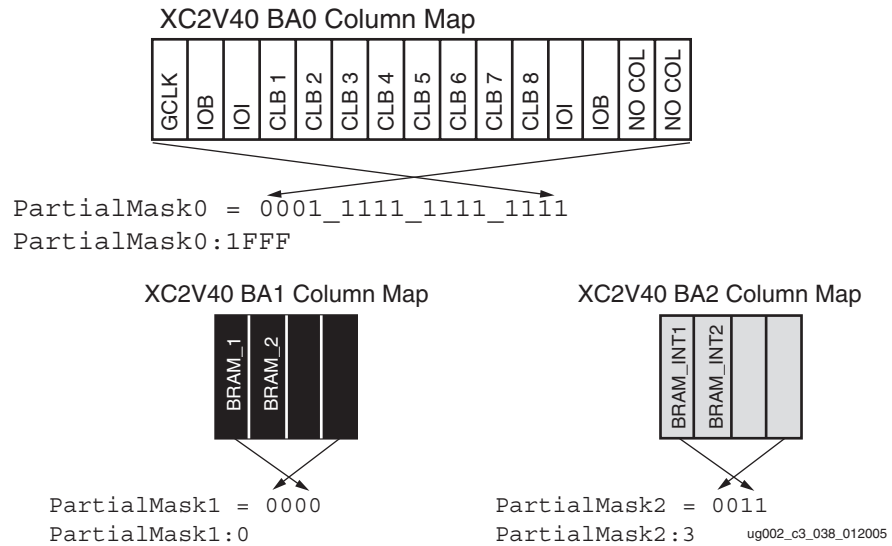 XC2V40 BA0 Column Map
GCLK IOB IOI CLB 1 CLB 2 CLB 3 CLB 4 CLB 5 CLB 6 CLB 7 CLB 8 IOI IOB NO COL NO COL
PartialMask0 = 0001_1111_1111_1111
PartialMask0:1FFF
XC2V40 BA1 Column Map
BRAM_1 BRAM_2
PartialMask1 = 0000
PartialMask1:0
XC2V40 BA2 Column Map
BRAM_INT1 BRAM_INT2
PartialMask2 = 0011
PartialMask2:3
ug002_c3_038_012005